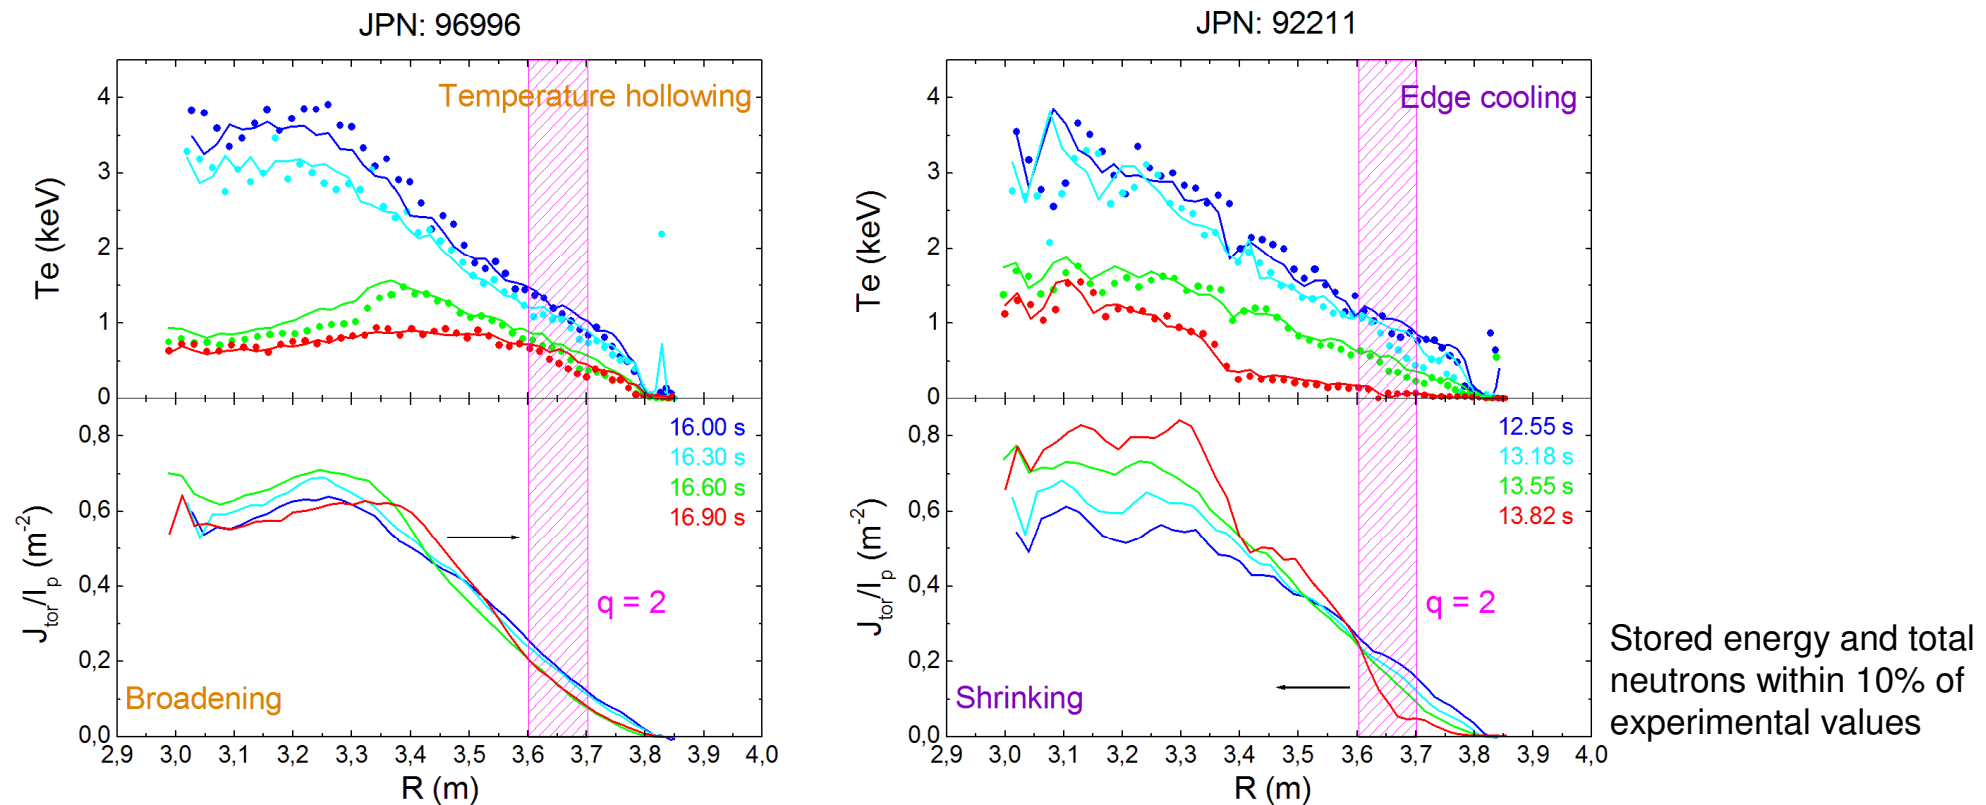 JPN: 96996
Temperature hollowing
Te (keV)
4
3
2
1
0
16.00 s
16.30 s
16.60 s
16.90 s
J_tor/I_p (m^-2)
0,8
0,6
0,4
0,2
0,0
q = 2
Broadening
2,9 3,0 3,1 3,2 3,3 3,4 3,5 3,6 3,7 3,8 3,9 4,0
R (m)
JPN: 92211
Edge cooling
Te (keV)
4
3
2
1
0
12.55 s
13.18 s
13.55 s
13.82 s
J_tor/I_p (m^-2)
0,8
0,6
0,4
0,2
0,0
q = 2
Shrinking
2,9 3,0 3,1 3,2 3,3 3,4 3,5 3,6 3,7 3,8 3,9 4,0
R (m)
Stored energy and total
neutrons within 10% of
experimental values